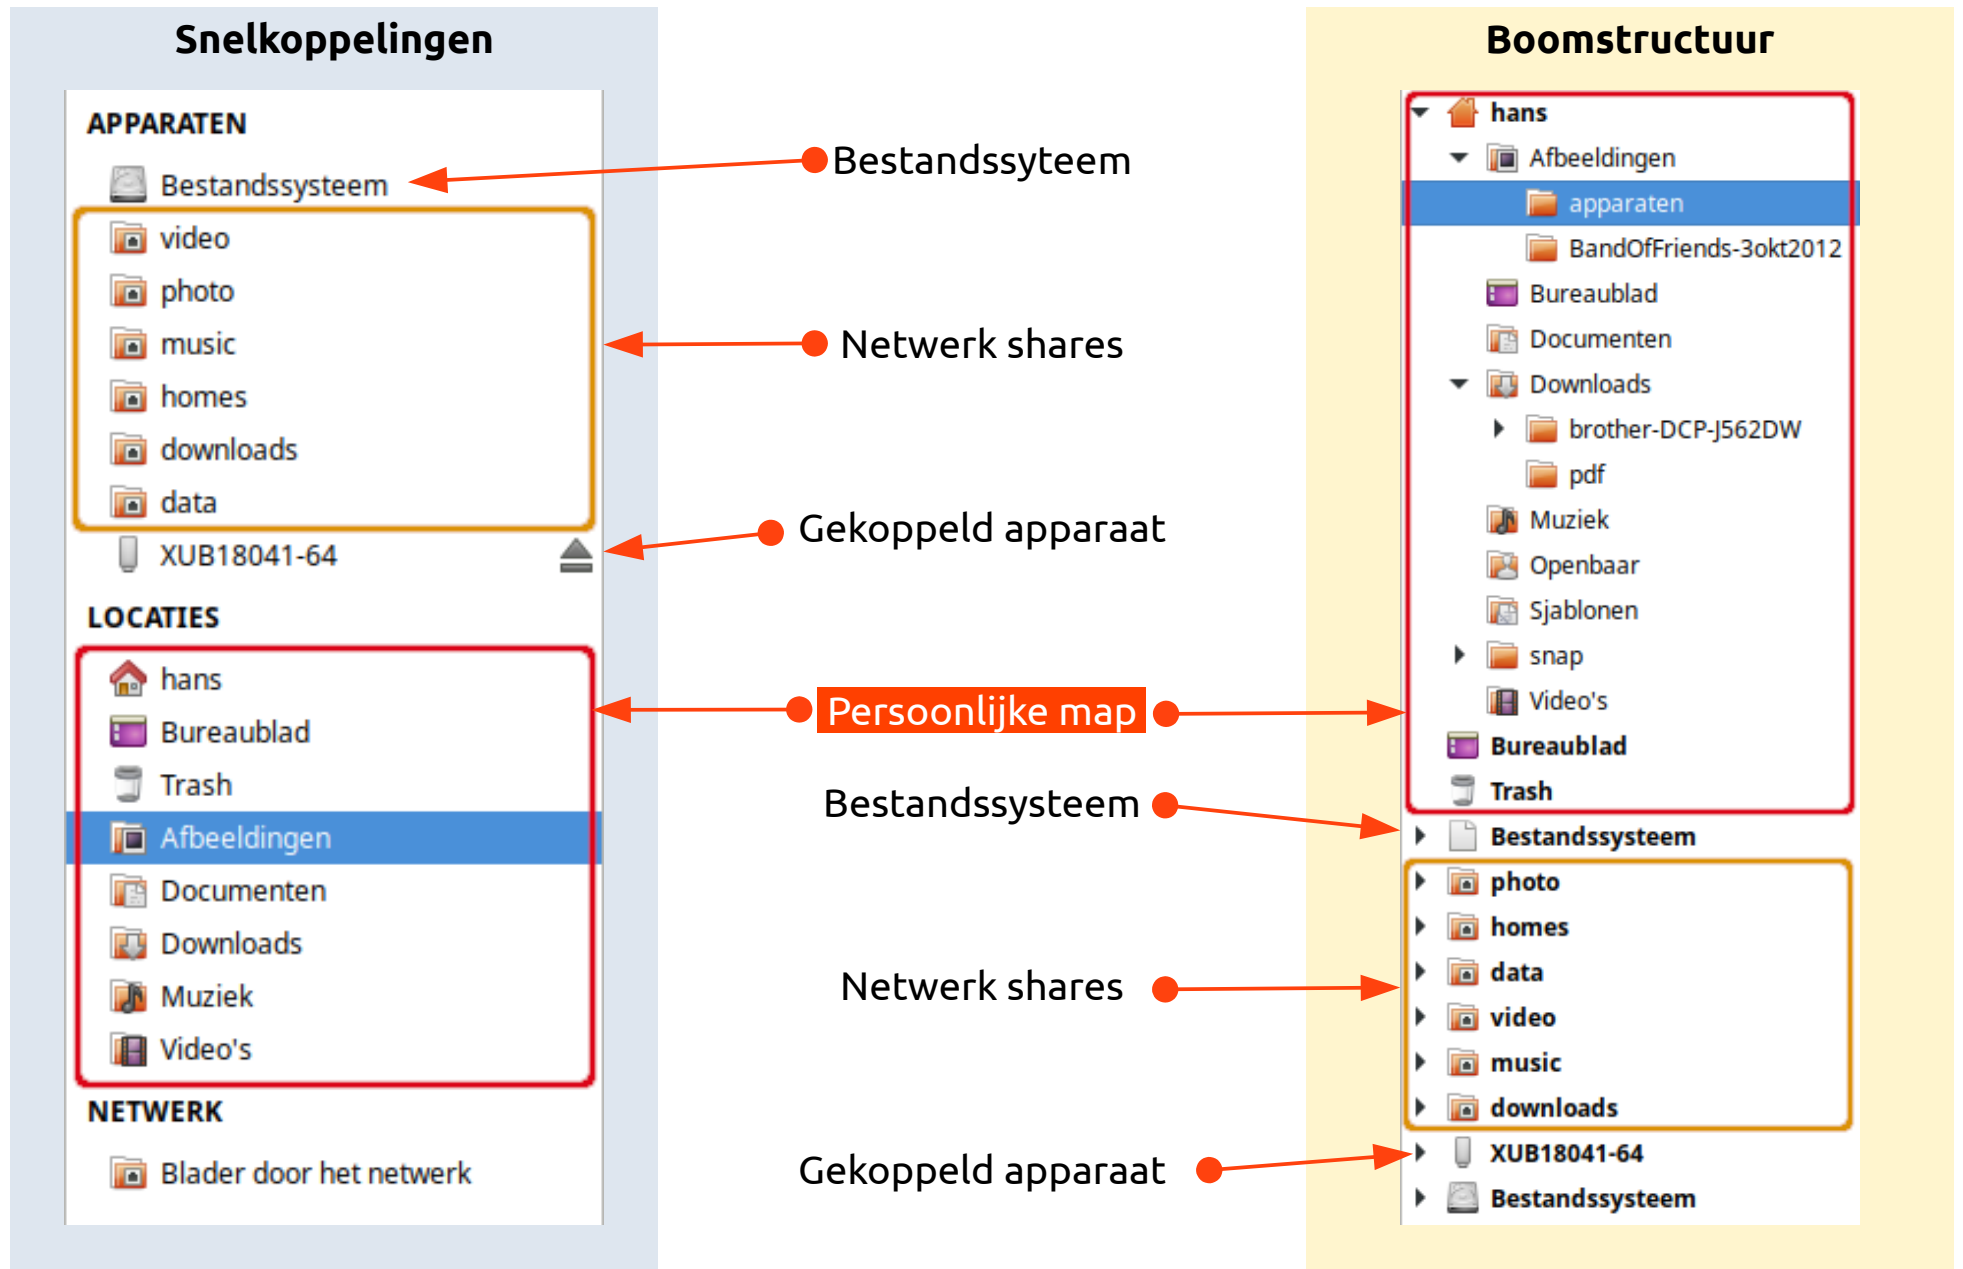 Snelkoppelingen
APPARATEN
Bestandssysteem
video
photo
music
homes
downloads
data
XUB18041-64
LOCATIES
hans
Bureaublad
Trash
Afbeeldingen
Documenten
Downloads
Muziek
Video's
NETWERK
Blader door het netwerk
Bestandssyteem
Netwerk shares
Gekoppeld apparaat
Persoonlijke map
Bestandssysteem
Netwerk shares
Gekoppeld apparaat
Boomstructuur
hans
Afbeeldingen
apparaten
BandOfFriends-3okt2012
Bureaublad
Documenten
Downloads
brother-DCP-J562DW
pdf
Muziek
Openbaar
Sjablonen
snap
Video's
Bureaublad
Trash
Bestandssysteem
photo
homes
data
video
music
downloads
XUB18041-64
Bestandssysteem